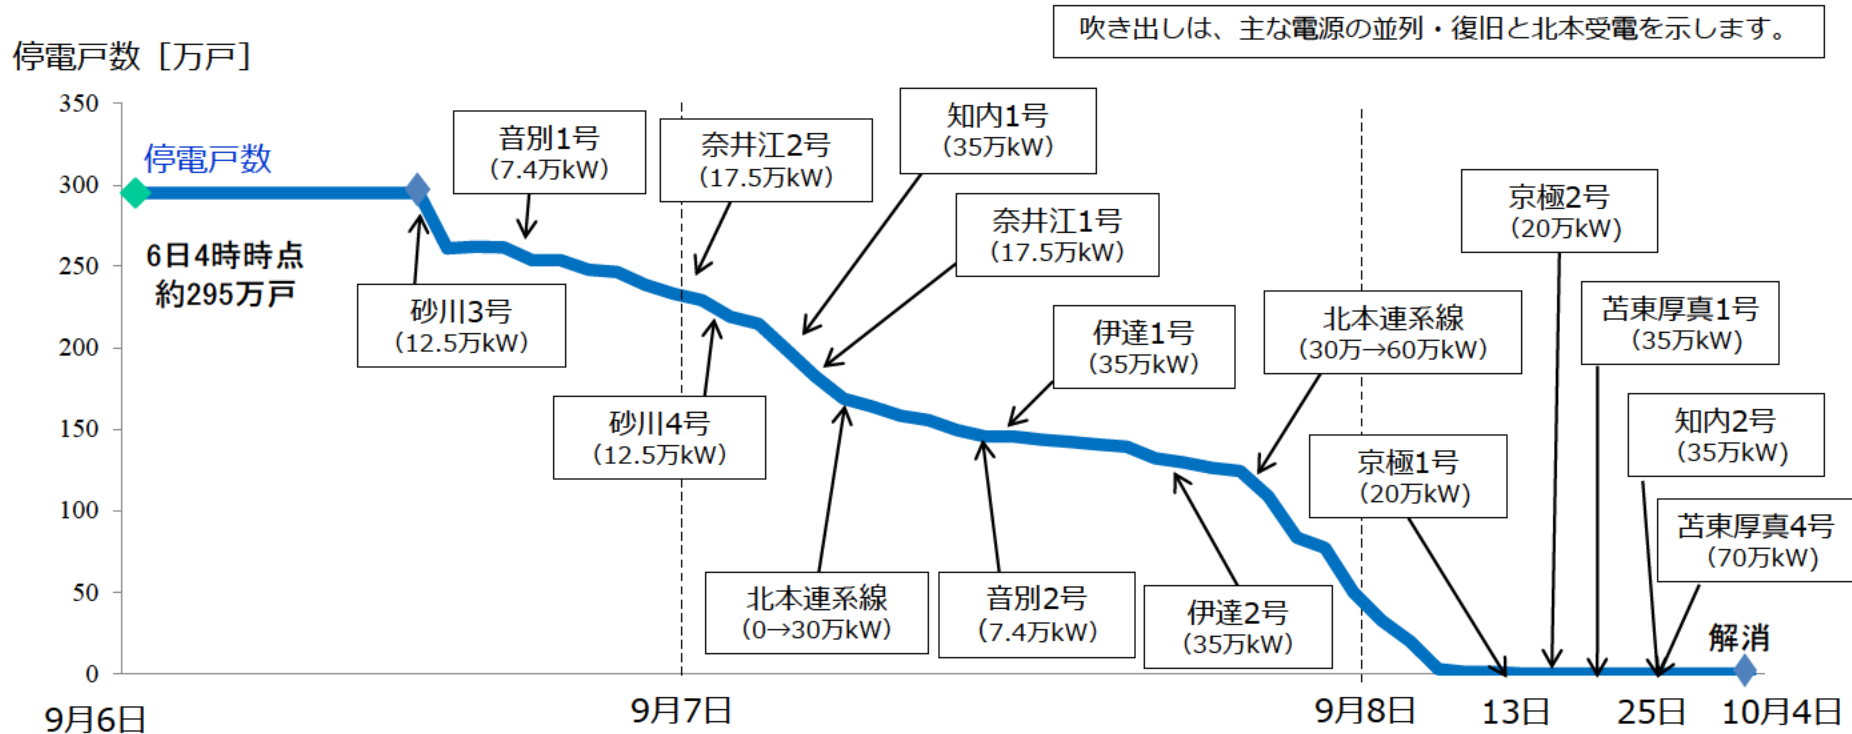 吹き出しは、主な電源の並列・復旧と北本受電を示します。
停電戸数［万戸］
350
300
250
200
150
100
50
0
停電戸数
6日4時時点
約295万戸
砂川3号
（12.5万kW）
音別1号
（7.4万kW）
奈井江2号
（17.5万kW）
砂川4号
（12.5万kW）
知内1号
（35万kW）
奈井江1号
（17.5万kW）
北本連系線
（0→30万kW）
音別2号
（7.4万kW）
伊達1号
（35万kW）
伊達2号
（35万kW）
北本連系線
（30万→60万kW）
京極1号
（20万kW）
京極2号
（20万kW）
苫東厚真1号
（35万kW）
知内2号
（35万kW）
苫東厚真4号
（70万kW）
解消
9月6日
9月7日
9月8日
13日
25日
10月4日